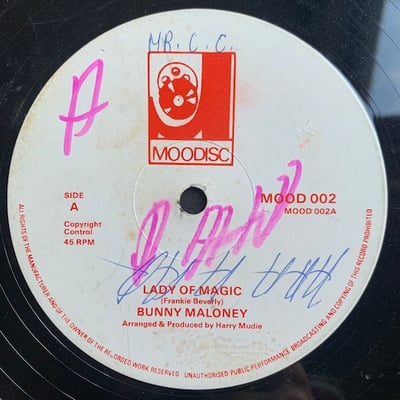 MR. C. C.
A
MOODISC
SIDE
A
Copyright
Control
45 RPM
MOOD 002
MOOD 002A
LADY OF MAGIC
(Frankie Beverly)
BUNNY MALONEY
Arranged & Produced by Harry Mudie
ALL RIGHTS OF THE MANUFACTURER AND OF THE OWNER OF THE RECORDED WORK RESERVED. UNAUTHORISED PUBLIC PERFORMANCE BROADCASTING AND COPYING OF THIS RECORD PROHIBITED